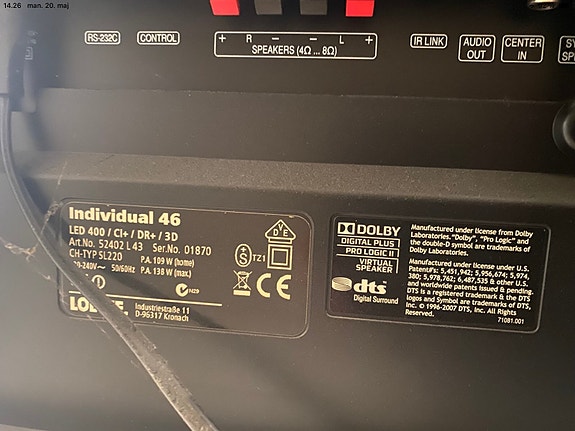 14.26 man. 20. maj
RS-232C
CONTROL
+ R – – L +
SPEAKERS (4Ω ... 8Ω)
IR LINK
AUDIO
OUT
CENTER
IN
Individual 46
LED 400 / CI+ / DR+ / 3D
Art.No. 52402 L 43 Ser.No. 01870
CH-TYP SL220 P.A. 109 W (home)
50/60Hz P.A. 138 W (max.)
D E
S TZ1
N29
CE
Industriestraße 11
D-96317 Kronach
DOLBY
DIGITAL PLUS
PRO LOGIC II
VIRTUAL
SPEAKER
dts
Digital Surround
Manufactured under license from Dolby
Laboratories. "Dolby", "Pro Logic" and
the double-D symbol are trademarks of
Dolby Laboratories.
Manufactured under license under U.S.
Patent#s; 5,451,942; 5,956,674; 5,974,
380; 5,978,762; 6,487,535 & other U.S.
and worldwide patents issued & pending.
DTS is a registered trademark & the DTS
logos and Symbol are trademarks of DTS,
Inc. © 1996-2007 DTS, Inc. All Rights
Reserved.
71081.001